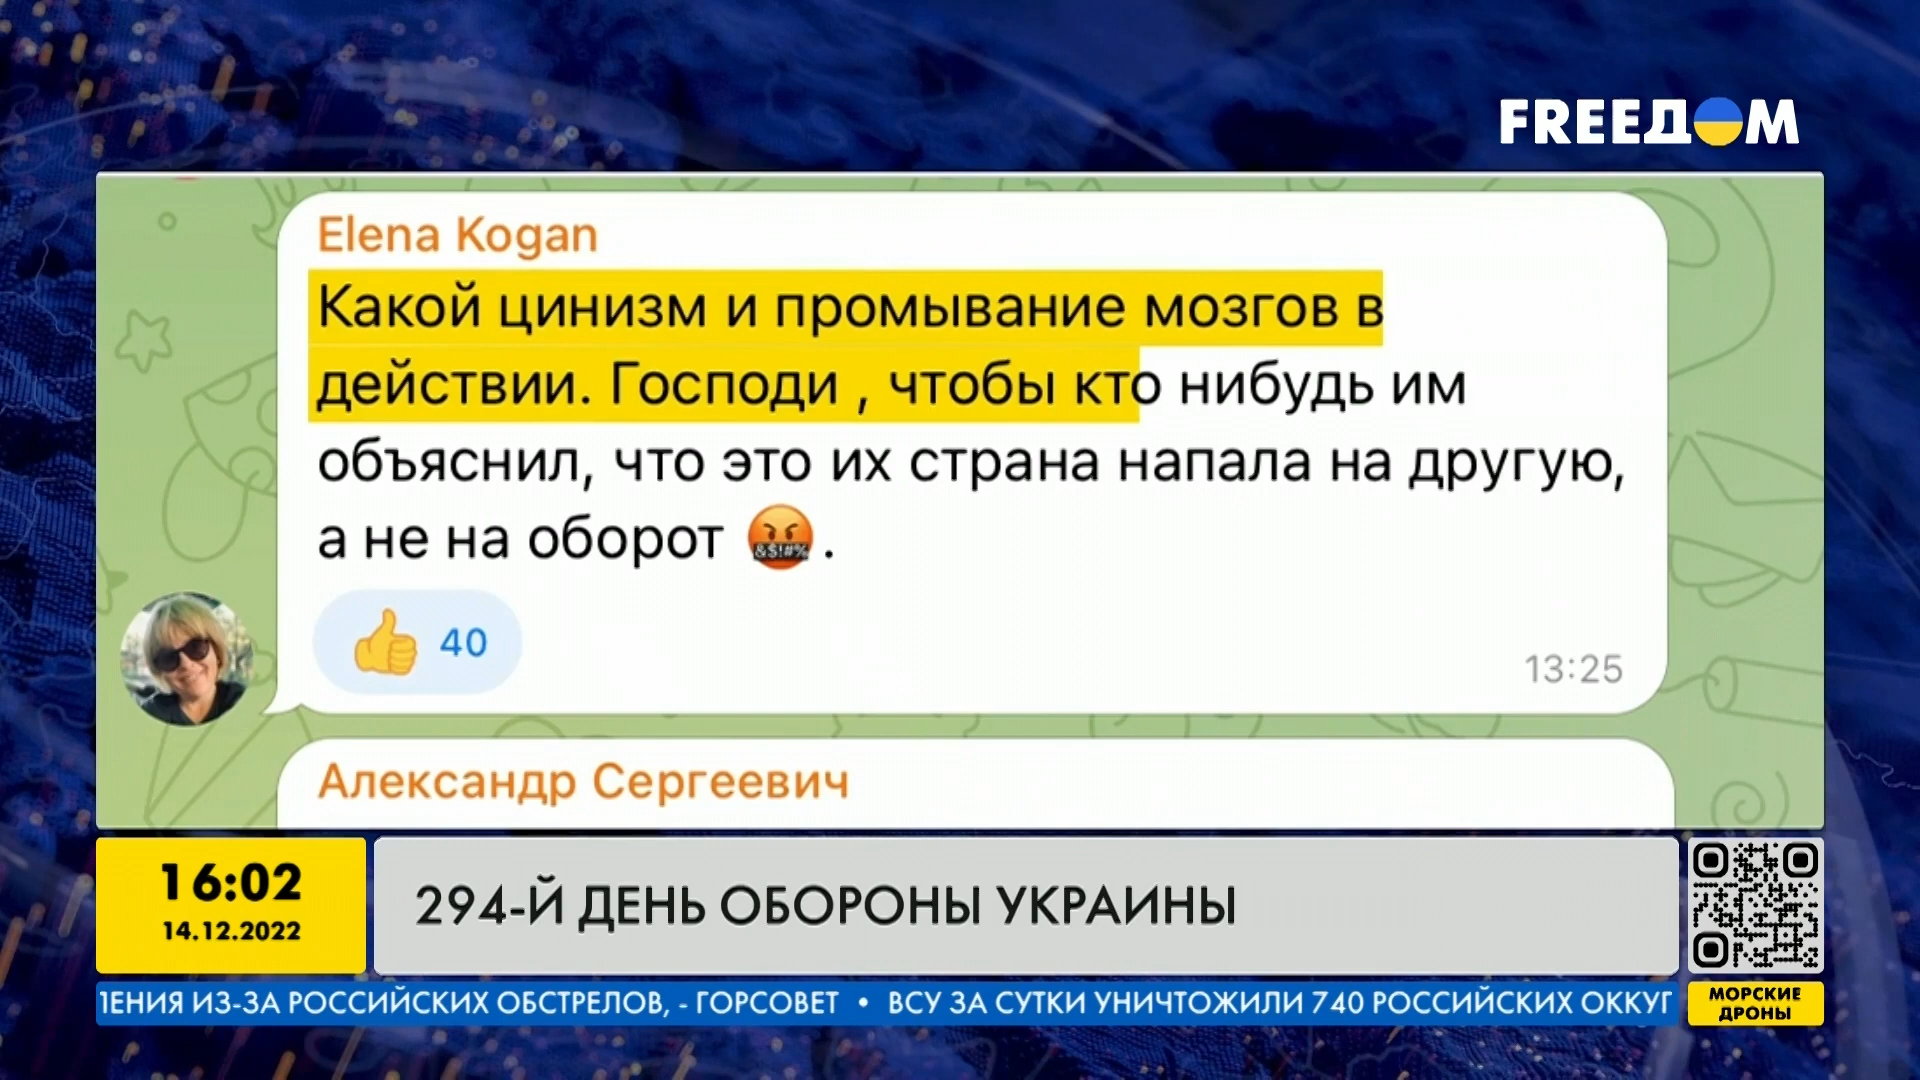 FREEДOM
Elena Kogan
Какой цинизм и промывание мозгов в
действии. Господи , чтобы кто нибудь им
объяснил, что это их страна напала на другую,
а не на оборот 🤬 .
👍 40
13:25
Александр Сергеевич
16:02
14.12.2022
294-Й ДЕНЬ ОБОРОНЫ УКРАИНЫ
ЛЕНИЯ ИЗ-ЗА РОССИЙСКИХ ОБСТРЕЛОВ, - ГОРСОВЕТ • ВСУ ЗА СУТКИ УНИЧТОЖИЛИ 740 РОССИЙСКИХ ОККУП
МОРСКИЕ
ДРОНЫ